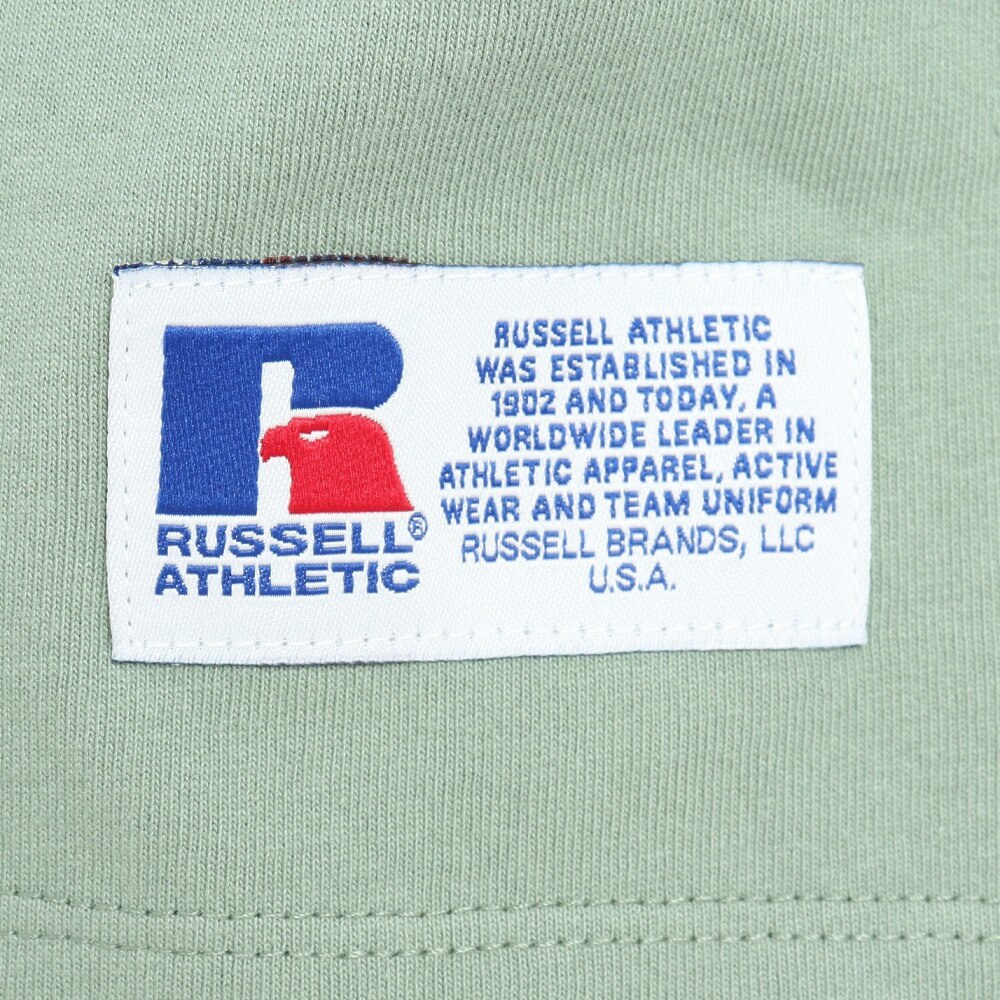 R
RUSSELL®
ATHLETIC
RUSSELL ATHLETIC
WAS ESTABLISHED IN
1902 AND TODAY, A
WORLDWIDE LEADER IN
ATHLETIC APPAREL, ACTIVE
WEAR AND TEAM UNIFORM
RUSSELL BRANDS, LLC
U.S.A.